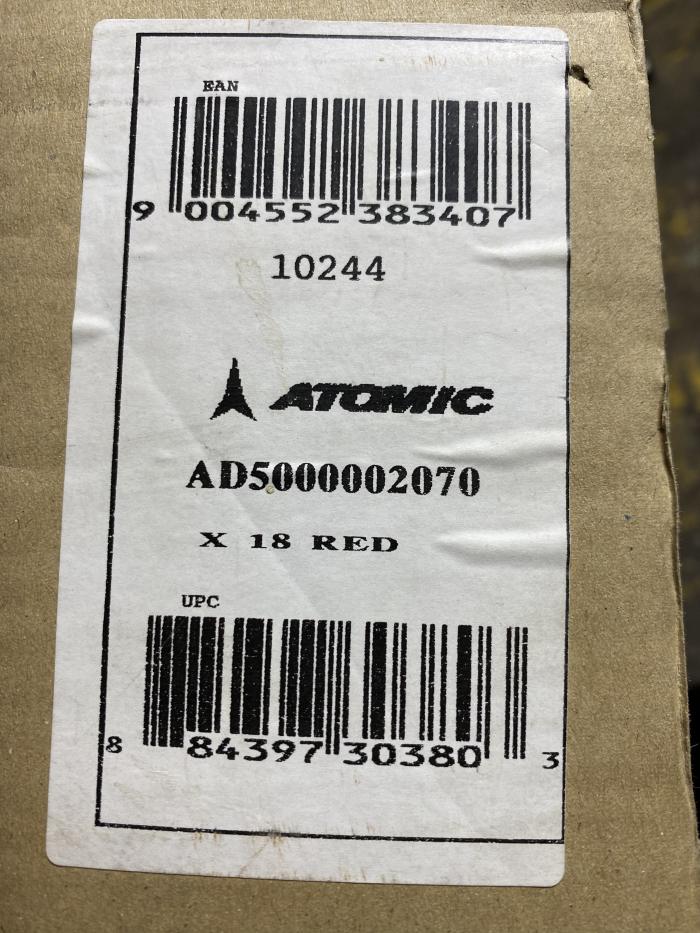 EAN
9 004552 383407
10244
ATOMIC
AD5000002070
X 18 RED
UPC
8 84397 30380 3